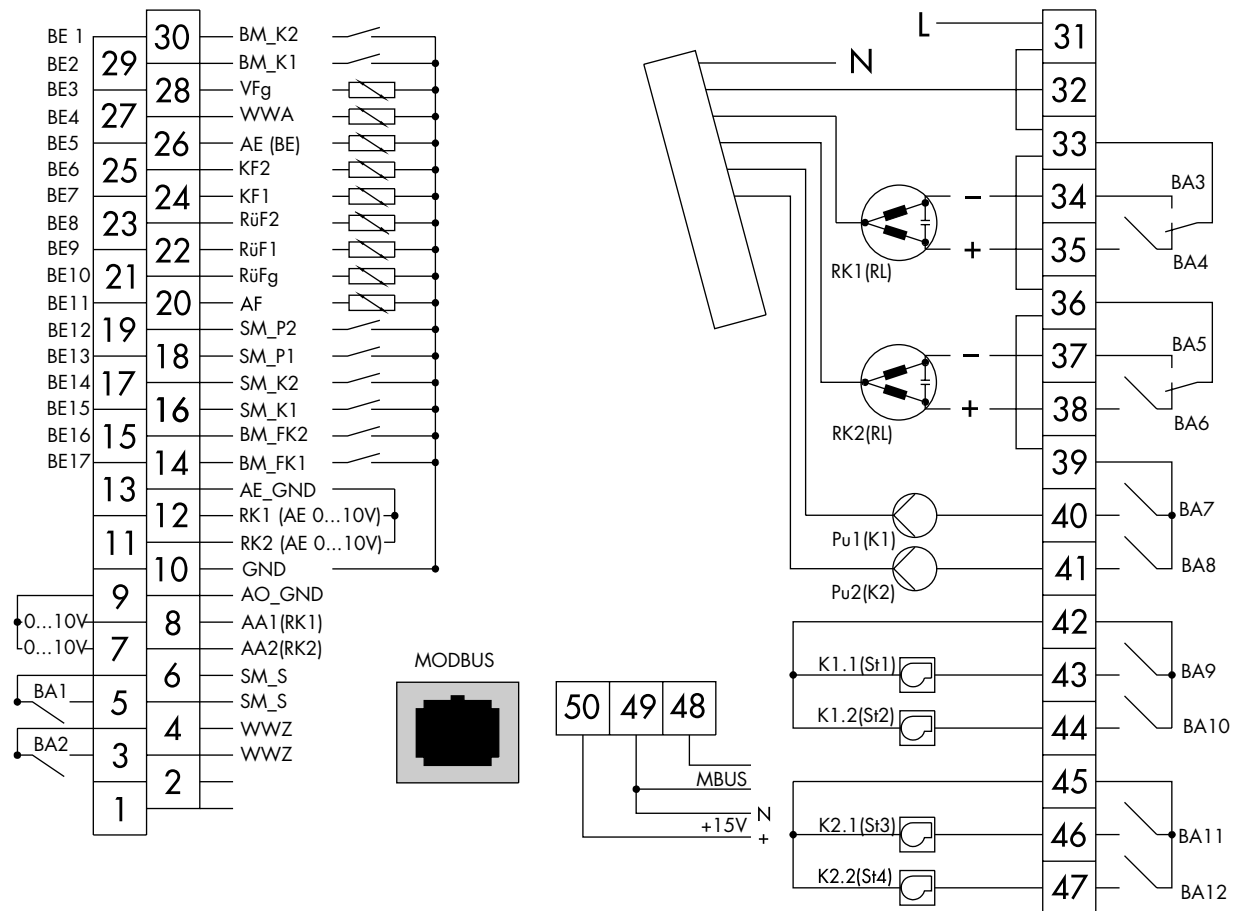 BE 1 30 BM_K2
BE2 29 BM_K1
BE3 28 VFg
BE4 27 WWA
BE5 26 AE (BE)
BE6 25 KF2
BE7 24 KF1
BE8 23 RüF2
BE9 22 RüF1
BE10 21 RüFg
BE11 20 AF
BE12 19 SM_P2
BE13 18 SM_P1
BE14 17 SM_K2
BE15 16 SM_K1
BE16 15 BM_FK2
BE17 14 BM_FK1
13 AE_GND
12 RK1 (AE 0...10V)
11 RK2 (AE 0...10V)
10 GND
9 AO_GND
0...10V 8 AA1(RK1)
0...10V 7 AA2(RK2)
6 SM_S
BA1 5 SM_S
4 WWZ
BA2 3 WWZ
2
1
MODBUS
50 49 48
MBUS
N
+15V +
L 31
N
32
33
− 34 BA3
+ 35 BA4
RK1(RL)
36
− 37 BA5
+ 38 BA6
RK2(RL)
39
40 BA7
Pu1(K1)
41 BA8
Pu2(K2)
42
K1.1(St1) 43 BA9
K1.2(St2) 44 BA10
45
K2.1(St3) 46 BA11
K2.2(St4) 47 BA12